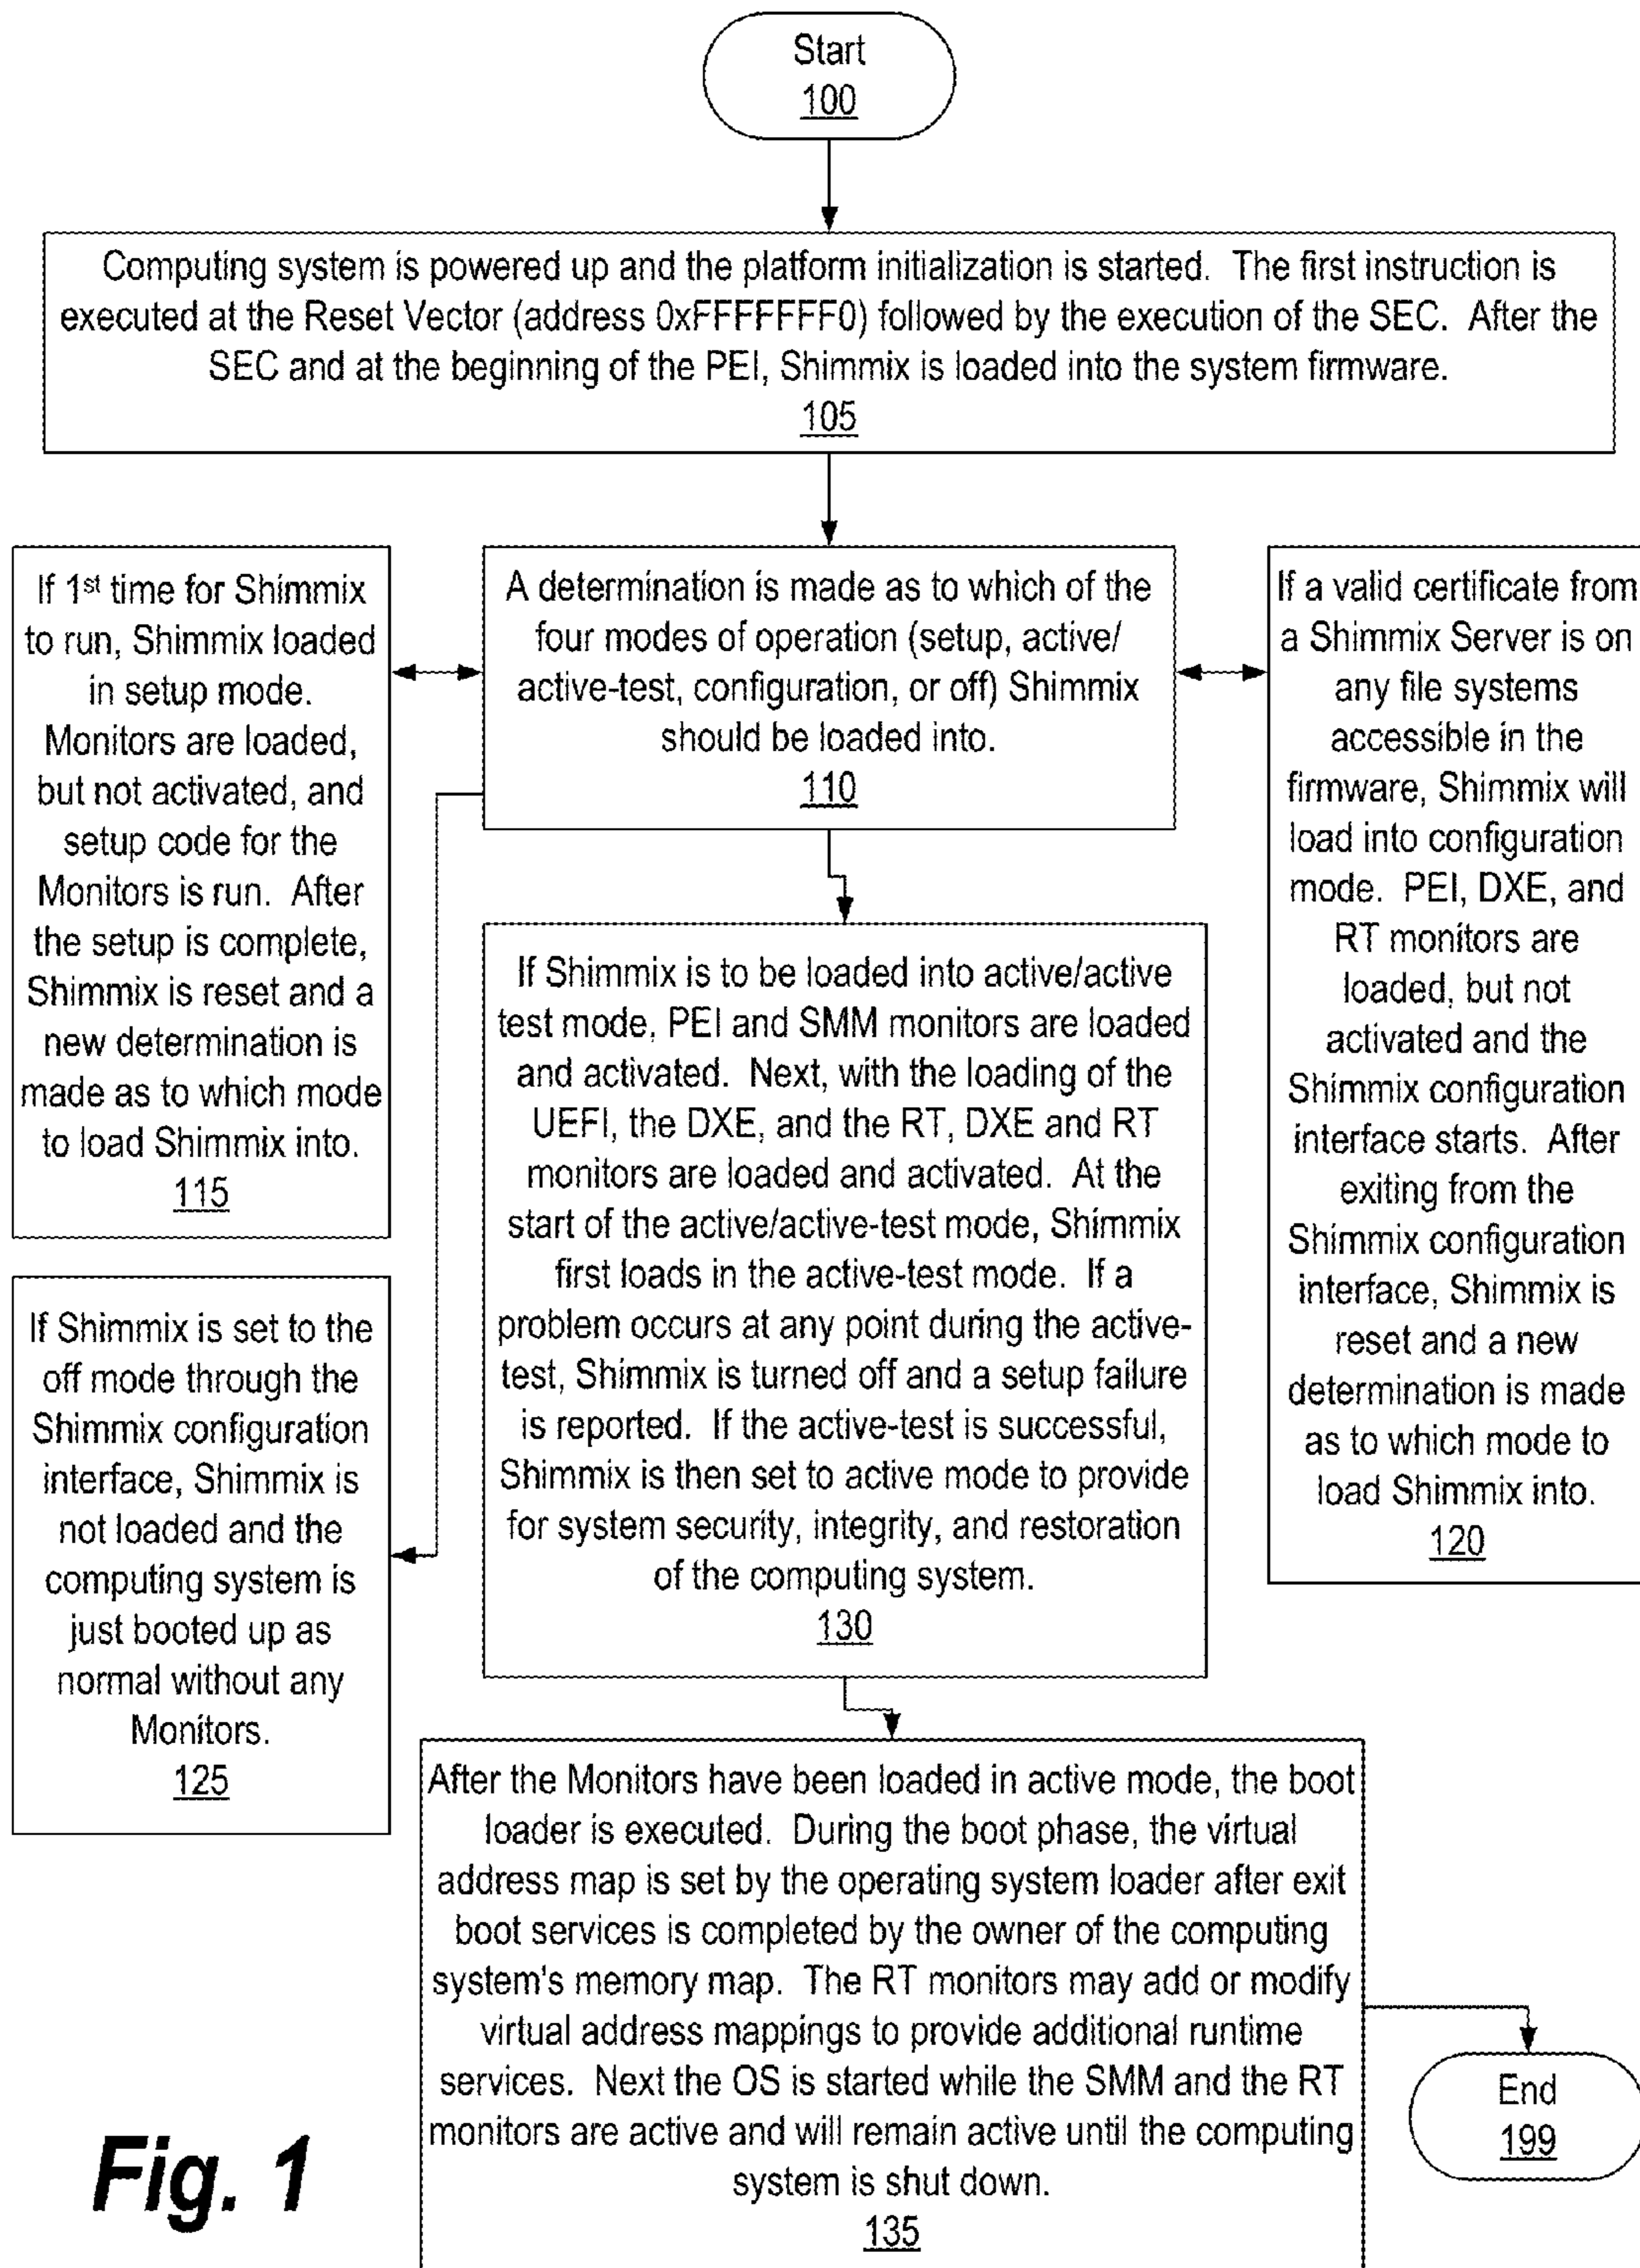 Start
100
Computing system is powered up and the platform initialization is started. The first instruction is
executed at the Reset Vector (address 0xFFFFFFF0) followed by the execution of the SEC. After the
SEC and at the beginning of the PEI, Shimmix is loaded into the system firmware.
105
If 1st time for Shimmix
to run, Shimmix loaded
in setup mode.
Monitors are loaded,
but not activated, and
setup code for the
Monitors is run. After
the setup is complete,
Shimmix is reset and a
new determination is
made as to which mode
to load Shimmix into.
115
A determination is made as to which of the
four modes of operation (setup, active/
active-test, configuration, or off) Shimmix
should be loaded into.
110
If a valid certificate from
a Shimmix Server is on
any file systems
accessible in the
firmware, Shimmix will
load into configuration
mode. PEI, DXE, and
RT monitors are
loaded, but not
activated and the
Shimmix configuration
interface starts. After
exiting from the
Shimmix configuration
interface, Shimmix is
reset and a new
determination is made
as to which mode to
load Shimmix into.
120
If Shimmix is set to the
off mode through the
Shimmix configuration
interface, Shimmix is
not loaded and the
computing system is
just booted up as
normal without any
Monitors.
125
If Shimmix is to be loaded into active/active
test mode, PEI and SMM monitors are loaded
and activated. Next, with the loading of the
UEFI, the DXE, and the RT, DXE and RT
monitors are loaded and activated. At the
start of the active/active-test mode, Shimmix
first loads in the active-test mode. If a
problem occurs at any point during the active-
test, Shimmix is turned off and a setup failure
is reported. If the active-test is successful,
Shimmix is then set to active mode to provide
for system security, integrity, and restoration
of the computing system.
130
After the Monitors have been loaded in active mode, the boot
loader is executed. During the boot phase, the virtual
address map is set by the operating system loader after exit
boot services is completed by the owner of the computing
system's memory map. The RT monitors may add or modify
virtual address mappings to provide additional runtime
services. Next the OS is started while the SMM and the RT
monitors are active and will remain active until the computing
system is shut down.
135
End
199
Fig. 1